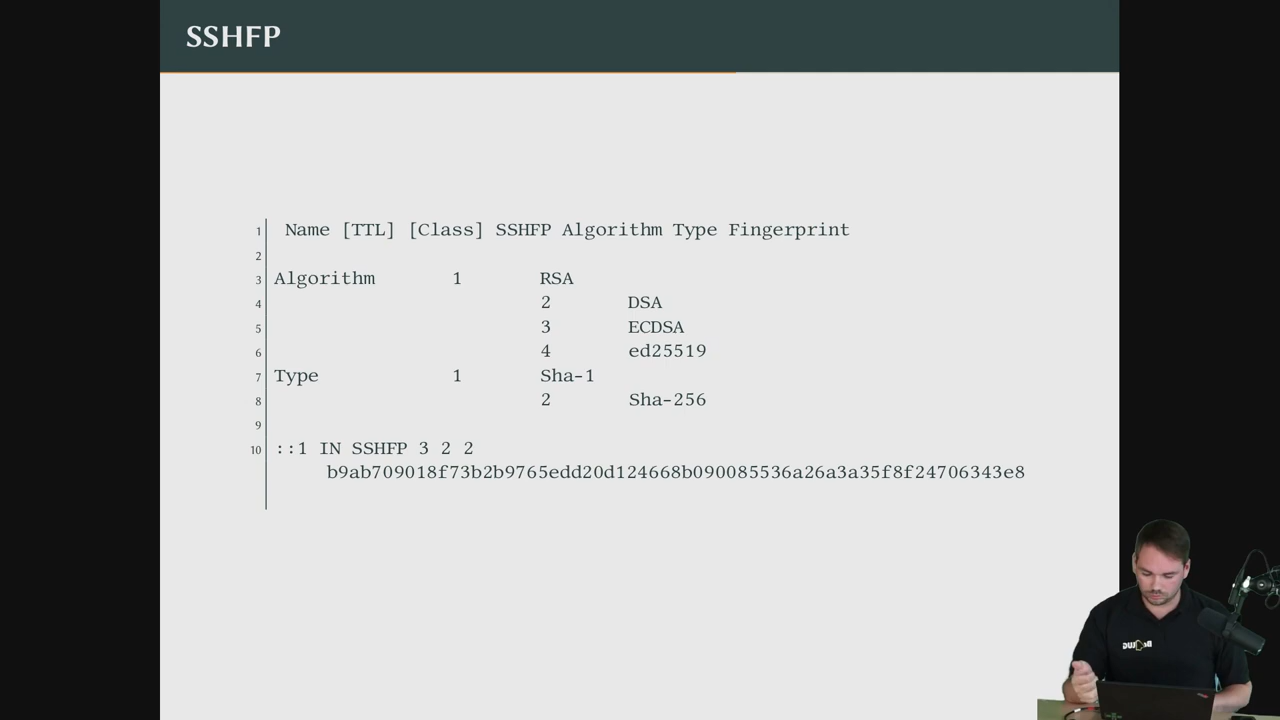 SSHFP
1 Name [TTL] [Class] SSHFP Algorithm Type Fingerprint
2
3 Algorithm 1 RSA
4 2 DSA
5 3 ECDSA
6 4 ed25519
7 Type 1 Sha-1
8 2 Sha-256
9
10 ::1 IN SSHFP 3 2 2
b9ab709018f73b2b9765edd20d124668b090085536a26a3a35f8f24706343e8